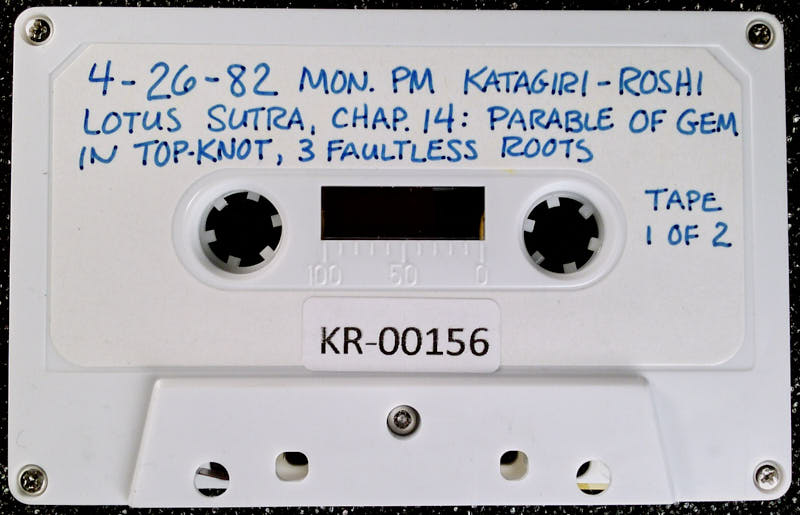 4-26-82 MON. PM KATAGIRI-ROSHI
LOTUS SUTRA, CHAP. 14: PARABLE OF GEM
IN TOP-KNOT, 3 FAULTLESS ROOTS
TAPE
1 OF 2
100 50 0
KR-00156